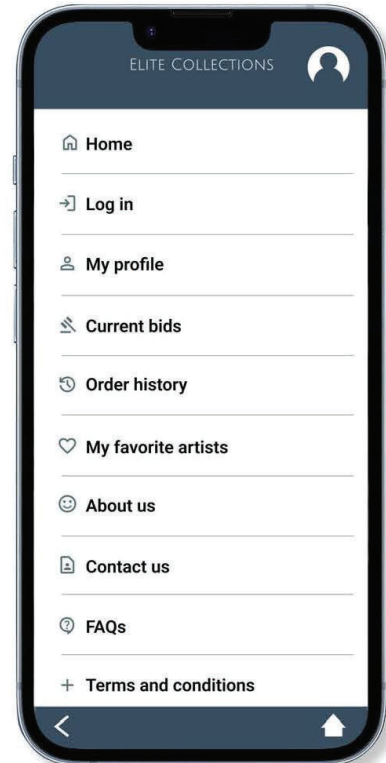 ELITE COLLECTIONS
Home
Log in
My profile
Current bids
Order history
My favorite artists
About us
Contact us
FAQs
Terms and conditions